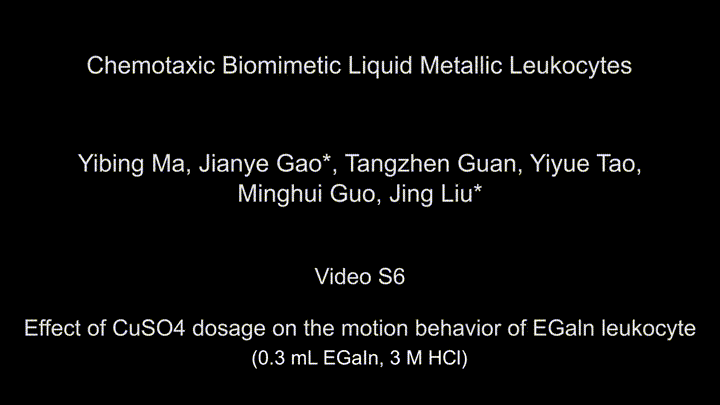 Chemotaxic Biomimetic Liquid Metallic Leukocytes
Yibing Ma, Jianye Gao*, Tangzhen Guan, Yiyue Tao,
Minghui Guo, Jing Liu*
Video S6
Effect of CuSO4 dosage on the motion behavior of EGaIn leukocyte
(0.3 mL EGaIn, 3 M HCl)